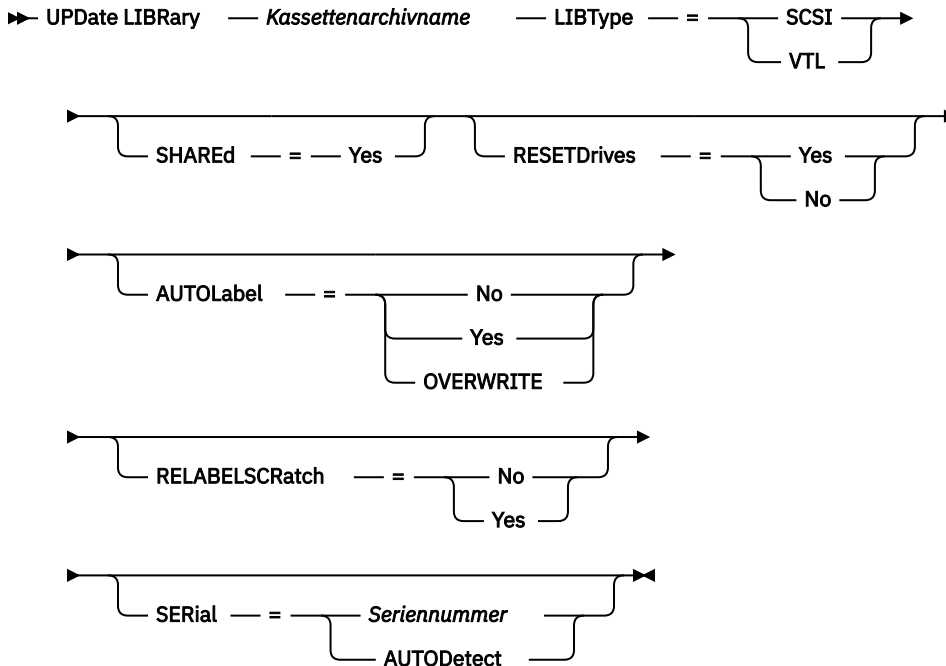 UPDate LIBRary Kassettenarchivname LIBType = SCSI
VTL
SHAREd = Yes RESETDrives = Yes
No
AUTOLabel = No
Yes
OVERWRITE
RELABELSCRatch = No
Yes
SERial = Seriennummer
AUTODetect